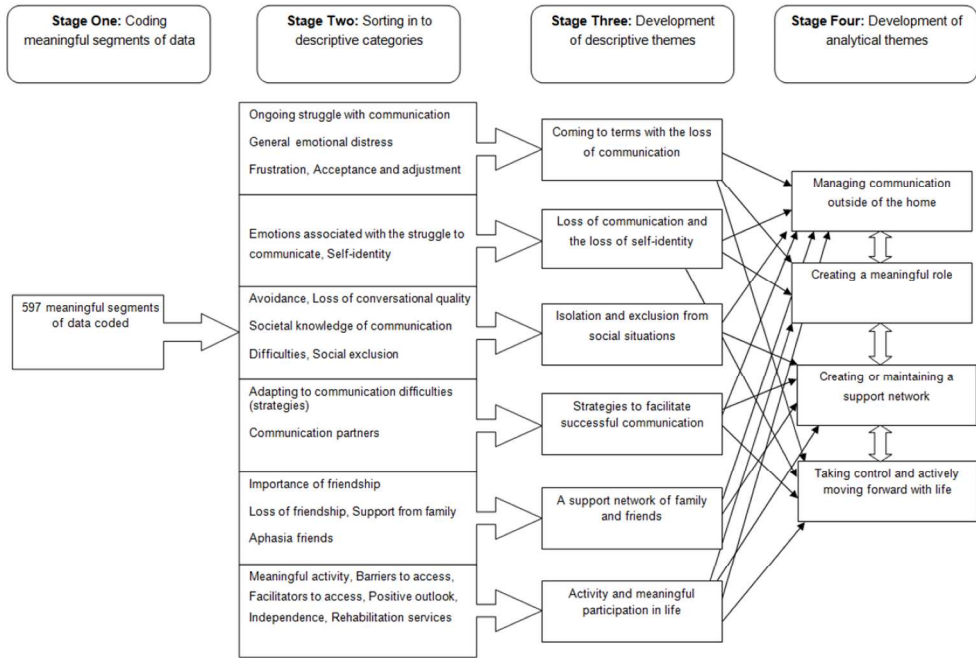 Stage One: Coding
meaningful segments of data
Stage Two: Sorting in to
descriptive categories
Stage Three: Development
of descriptive themes
Stage Four: Development of
analytical themes
597 meaningful segments
of data coded
Ongoing struggle with communication
General emotional distress
Frustration, Acceptance and adjustment
Emotions associated with the struggle to
communicate, Self-identity
Avoidance, Loss of conversational quality
Societal knowledge of communication
Difficulties, Social exclusion
Adapting to communication difficulties
(strategies)
Communication partners
Importance of friendship
Loss of friendship, Support from family
Aphasia friends
Meaningful activity, Barriers to access,
Facilitators to access, Positive outlook,
Independence, Rehabilitation services
Coming to terms with the loss
of communication
Loss of communication and
the loss of self-identity
Isolation and exclusion from
social situations
Strategies to facilitate
successful communication
A support network of family
and friends
Activity and meaningful
participation in life
Managing communication
outside of the home
Creating a meaningful role
Creating or maintaining a
support network
Taking control and actively
moving forward with life